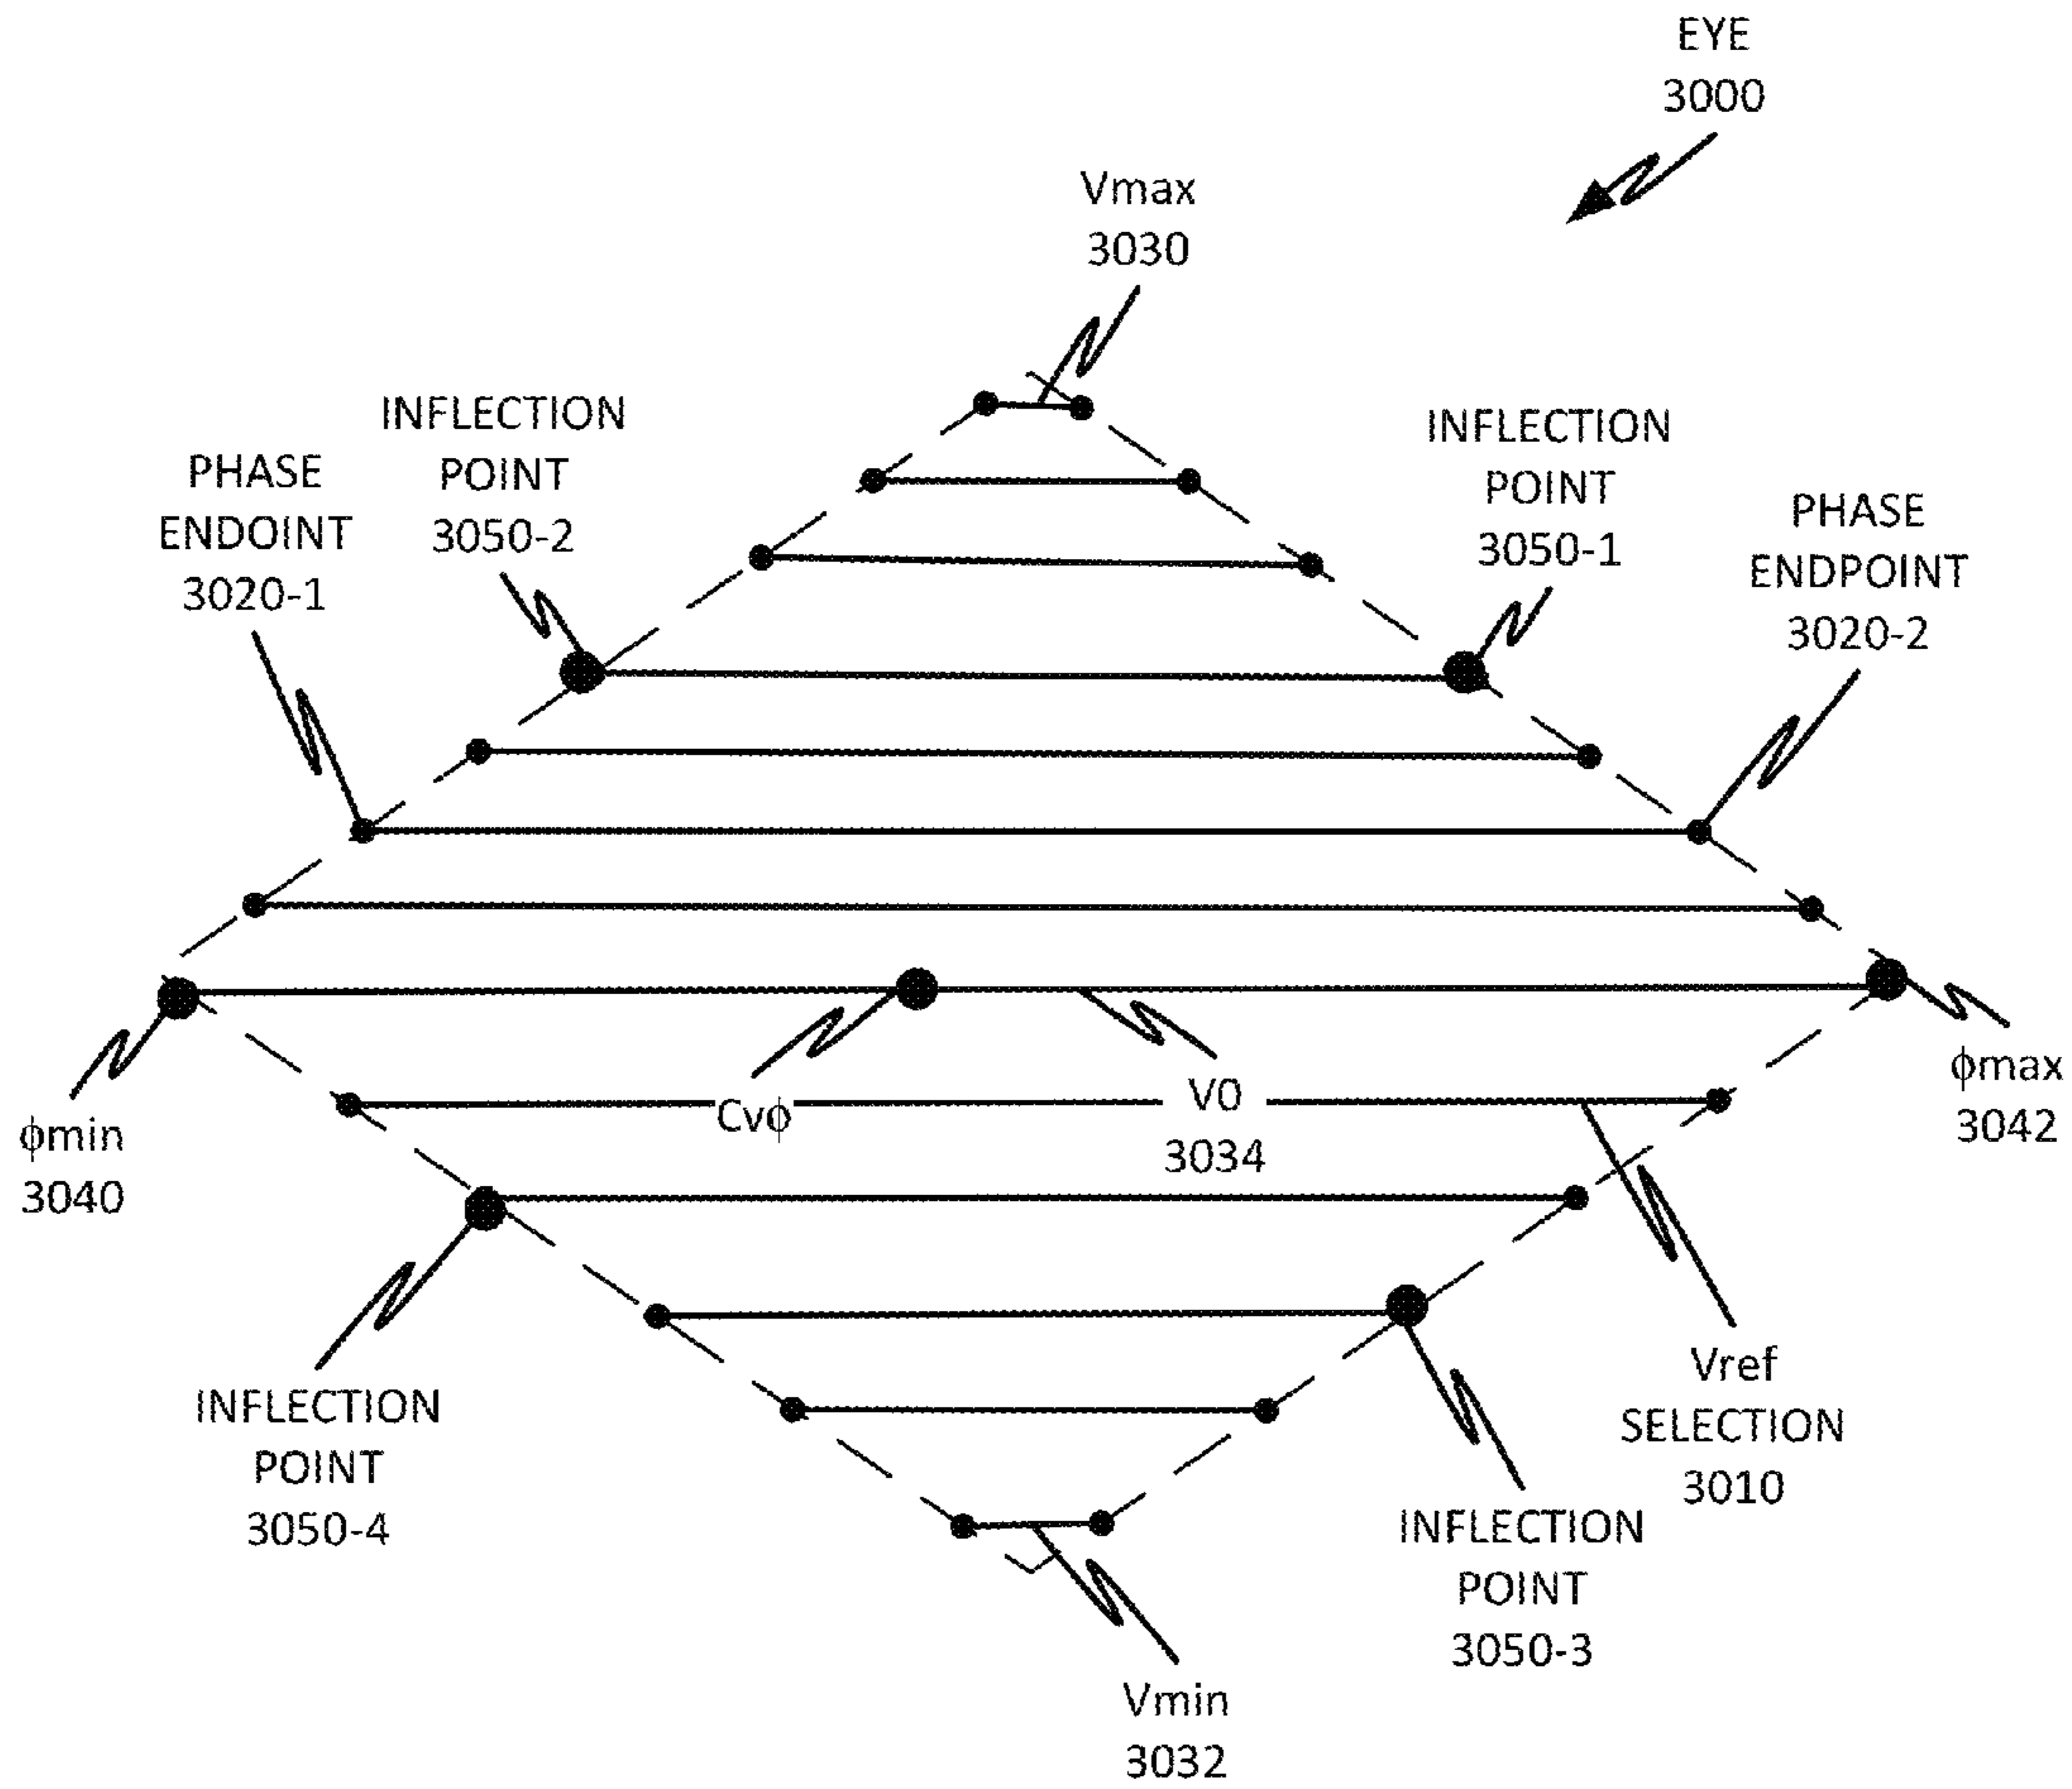 EYE
3000
Vmax
3030
INFLECTION
POINT
3050-2
INFLECTION
POINT
3050-1
PHASE
ENDOINT
3020-1
PHASE
ENDPOINT
3020-2
Cvϕ
V0
3034
ϕmax
3042
ϕmin
3040
Vref
SELECTION
3010
INFLECTION
POINT
3050-4
INFLECTION
POINT
3050-3
Vmin
3032